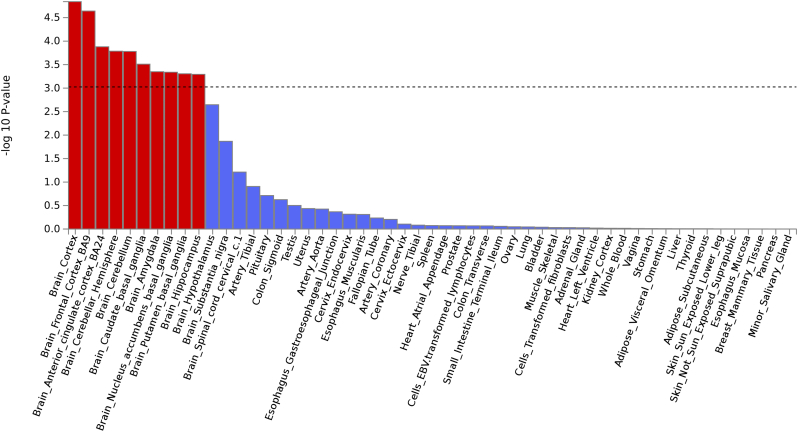 -log 10 P-value
4.5
4.0
3.5
3.0
2.5
2.0
1.5
1.0
0.5
0.0
Brain_Cortex
Brain_Frontal_Cortex_BA9
Brain_Anterior_cingulate_cortex_BA24
Brain_Cerebellar_Hemisphere
Brain_Cerebellum
Brain_Caudate_basal_ganglia
Brain_Amygdala
Brain_Nucleus_accumbens_basal_ganglia
Brain_Putamen_basal_ganglia
Brain_Hippocampus
Brain_Hypothalamus
Brain_Substantia_nigra
Brain_Spinal_cord_cervical_c.1
Artery_Tibial
Pituitary
Colon_Sigmoid
Testis
Uterus
Artery_Aorta
Esophagus_Gastroesophageal_Junction
Cervix_Endocervix
Esophagus_Muscularis
Fallopian_Tube
Artery_Coronary
Cervix_Ectocervix
Nerve_Tibial
Spleen
Heart_Atrial_Appendage
Prostate
Cells_EBV.transformed_lymphocytes
Colon_Transverse
Small_Intestine_Terminal_Ileum
Ovary
Lung
Bladder
Muscle_Skeletal
Cells_Transformed_fibroblasts
Adrenal_Gland
Heart_Left_Ventricle
Kidney_Cortex
Whole_Blood
Vagina
Stomach
Adipose_Visceral_Omentum
Liver
Thyroid
Adipose_Subcutaneous
Skin_Sun_Exposed_Lower_leg
Skin_Not_Sun_Exposed_Suprapubic
Esophagus_Mucosa
Breast_Mammary_Tissue
Pancreas
Minor_Salivary_Gland